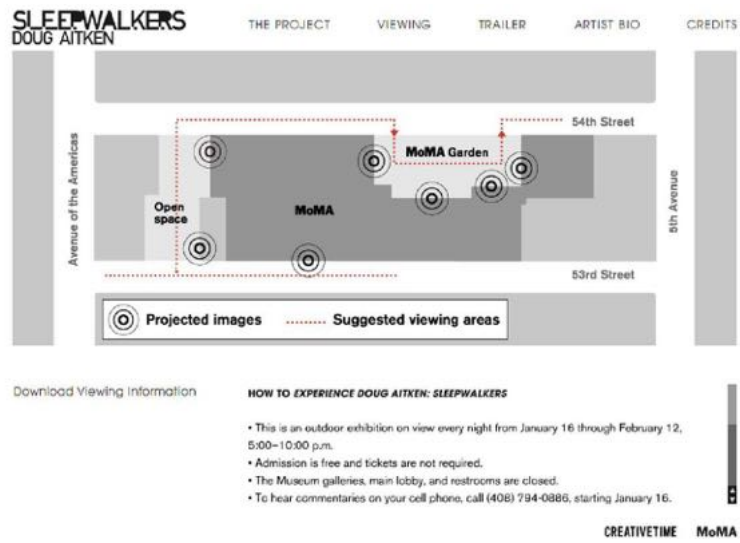 SLEEPWALKERS
DOUG AITKEN
THE PROJECT
VIEWING
TRAILER
ARTIST BIO
CREDITS
54th Street
MoMA Garden
Avenue of the Americas
Open
space
MoMA
5th Avenue
53rd Street
Projected images
Suggested viewing areas
Download Viewing Information
HOW TO EXPERIENCE DOUG AITKEN: SLEEPWALKERS
• This is an outdoor exhibition on view every night from January 16 through February 12,
5:00–10:00 p.m.
• Admission is free and tickets are not required.
• The Museum galleries, main lobby, and restrooms are closed.
• To hear commentaries on your cell phone, call (408) 794-0886, starting January 16.
CREATIVETIME MoMA